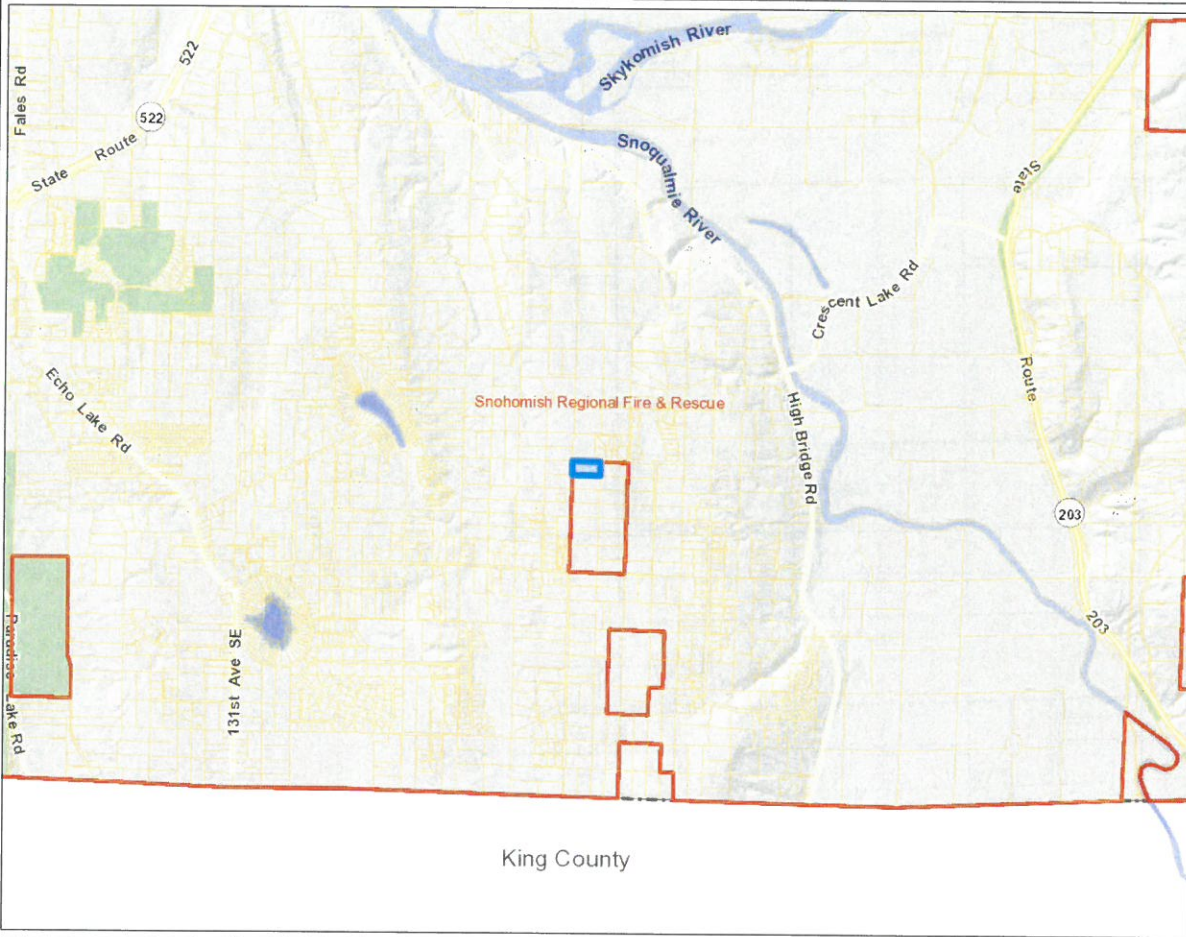 Fales Rd
522
522
State Route
Skykomish River
Snoqualmie River
State
Crescent Lake Rd
Route
Echo Lake Rd
Snohomish Regional Fire & Rescue
High Bridge Rd
203
203
131st Ave SE
Paradise Lake Rd
King County